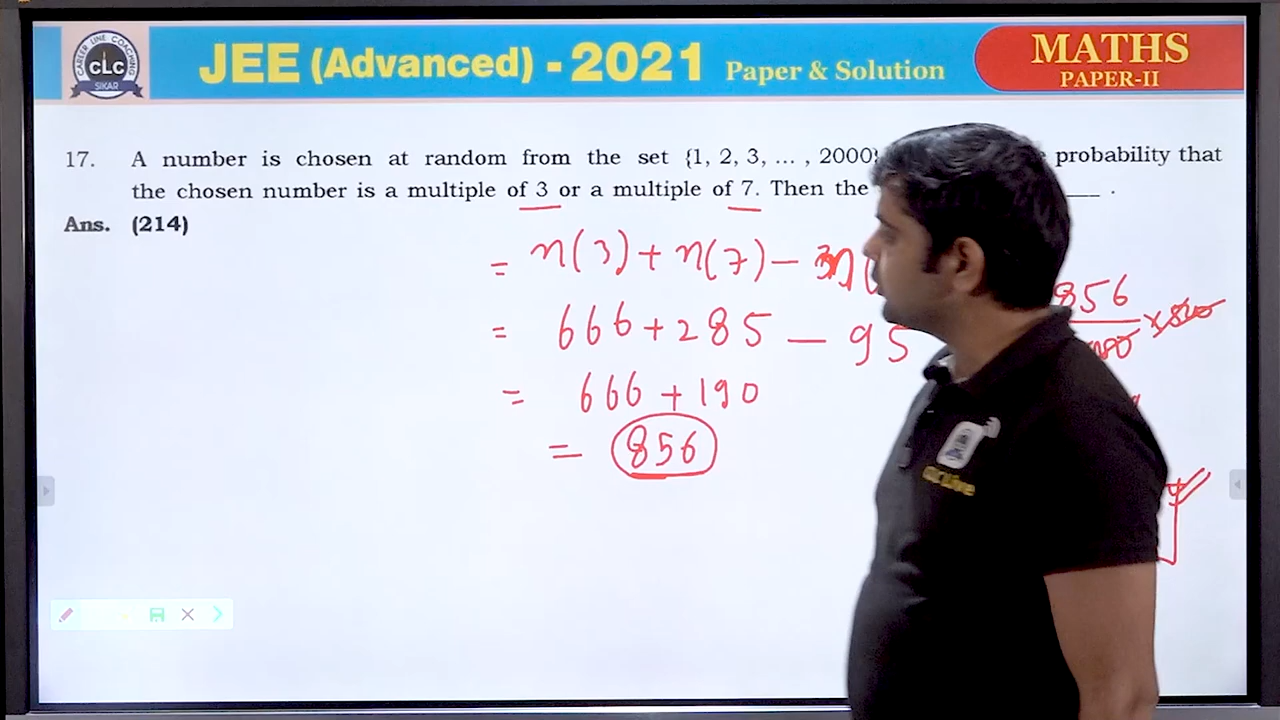 CAREER LINE COACHING
CLC
SIKAR
JEE (Advanced) - 2021 Paper & Solution
MATHS
PAPER-II
17. A number is chosen at random from the set {1, 2, 3, ... , 2000} probability that
the chosen number is a multiple of 3 or a multiple of 7. Then the ____ .
Ans. (214)
= n(3) + n(7) - n(
= 666 + 285 - 95
= 666 + 190
= 856
856